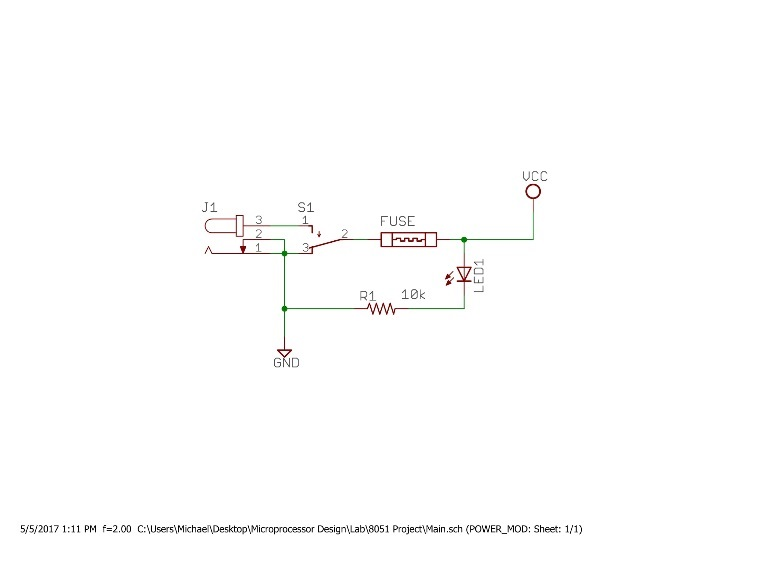 VCC
J1
S1
3
1
FUSE
2
2
1
3
LED1
R1
10k
GND
5/5/2017 1:11 PM  f=2.00  C:\Users\Michael\Desktop\Microprocessor Design\Lab\8051 Project\Main.sch (POWER_MOD: Sheet: 1/1)